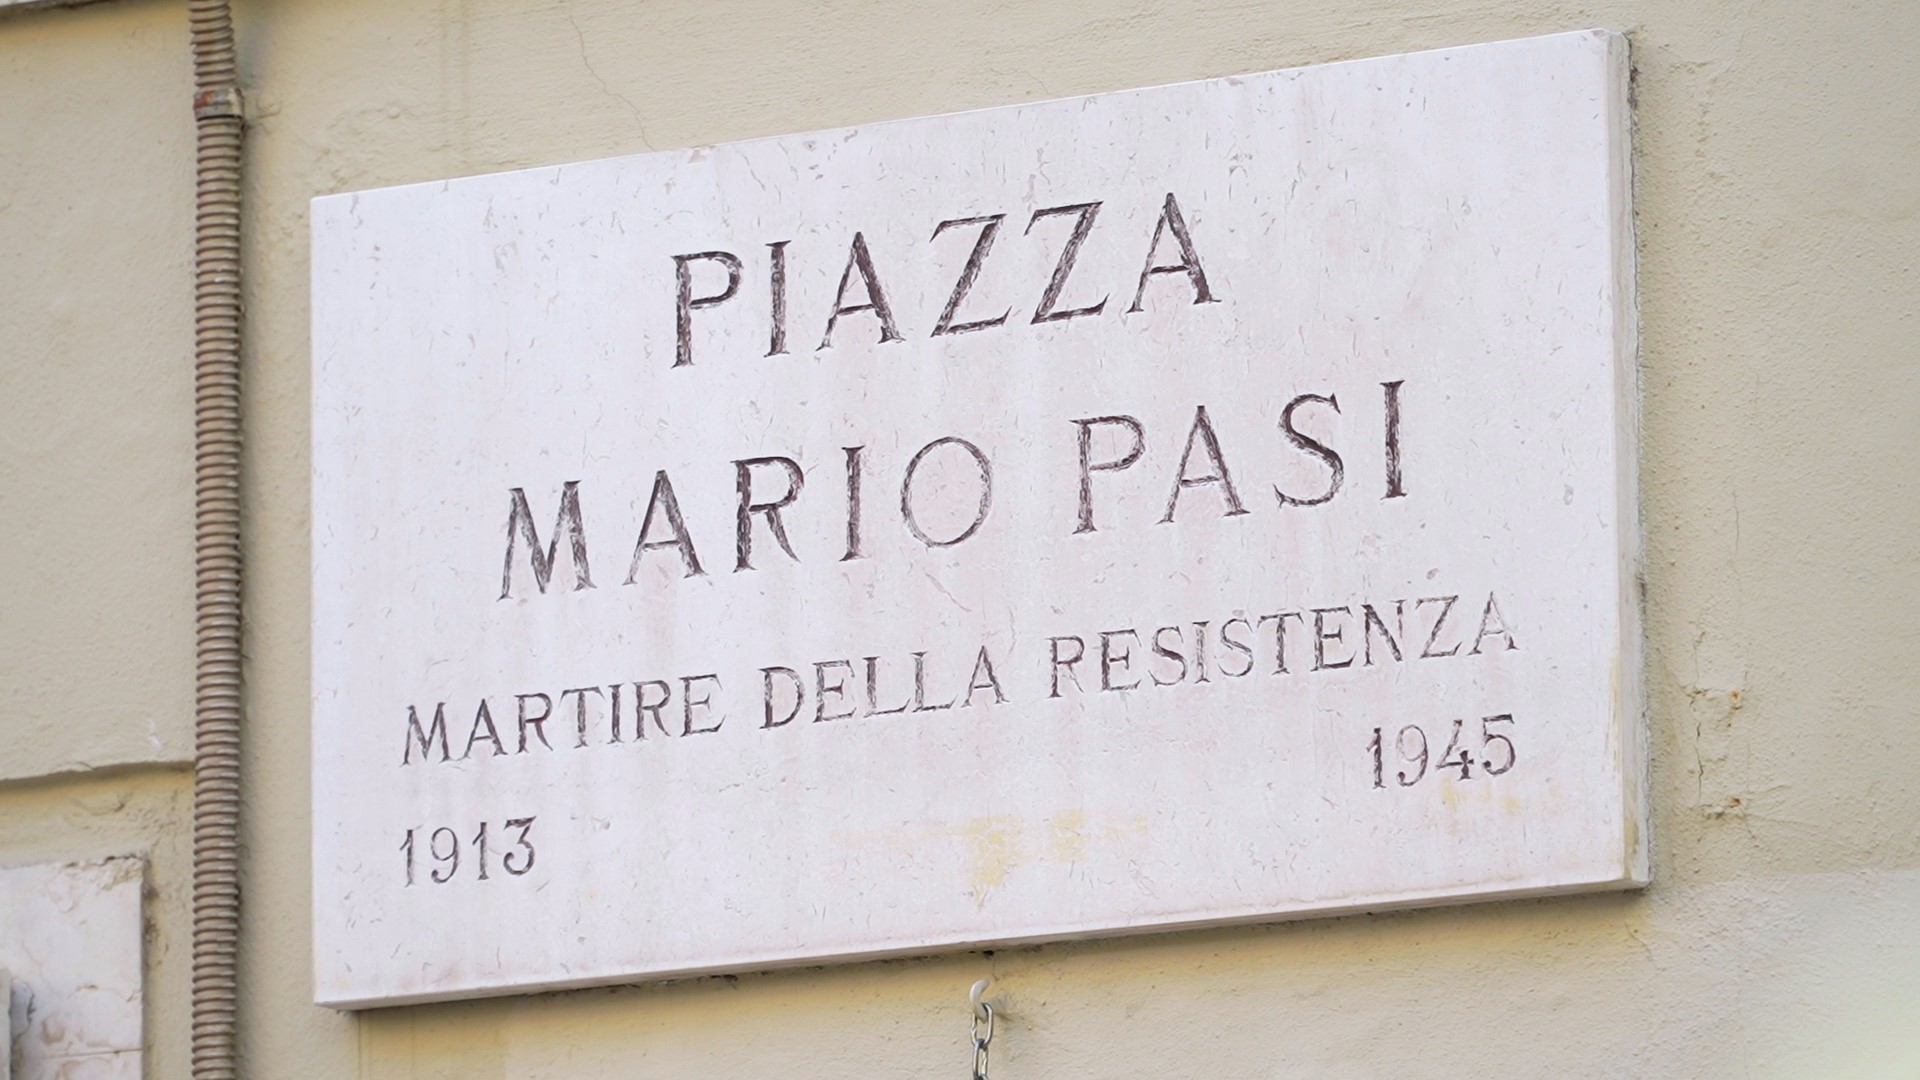 PIAZZA
MARIO PASI
MARTIRE DELLA RESISTENZA
1913 1945